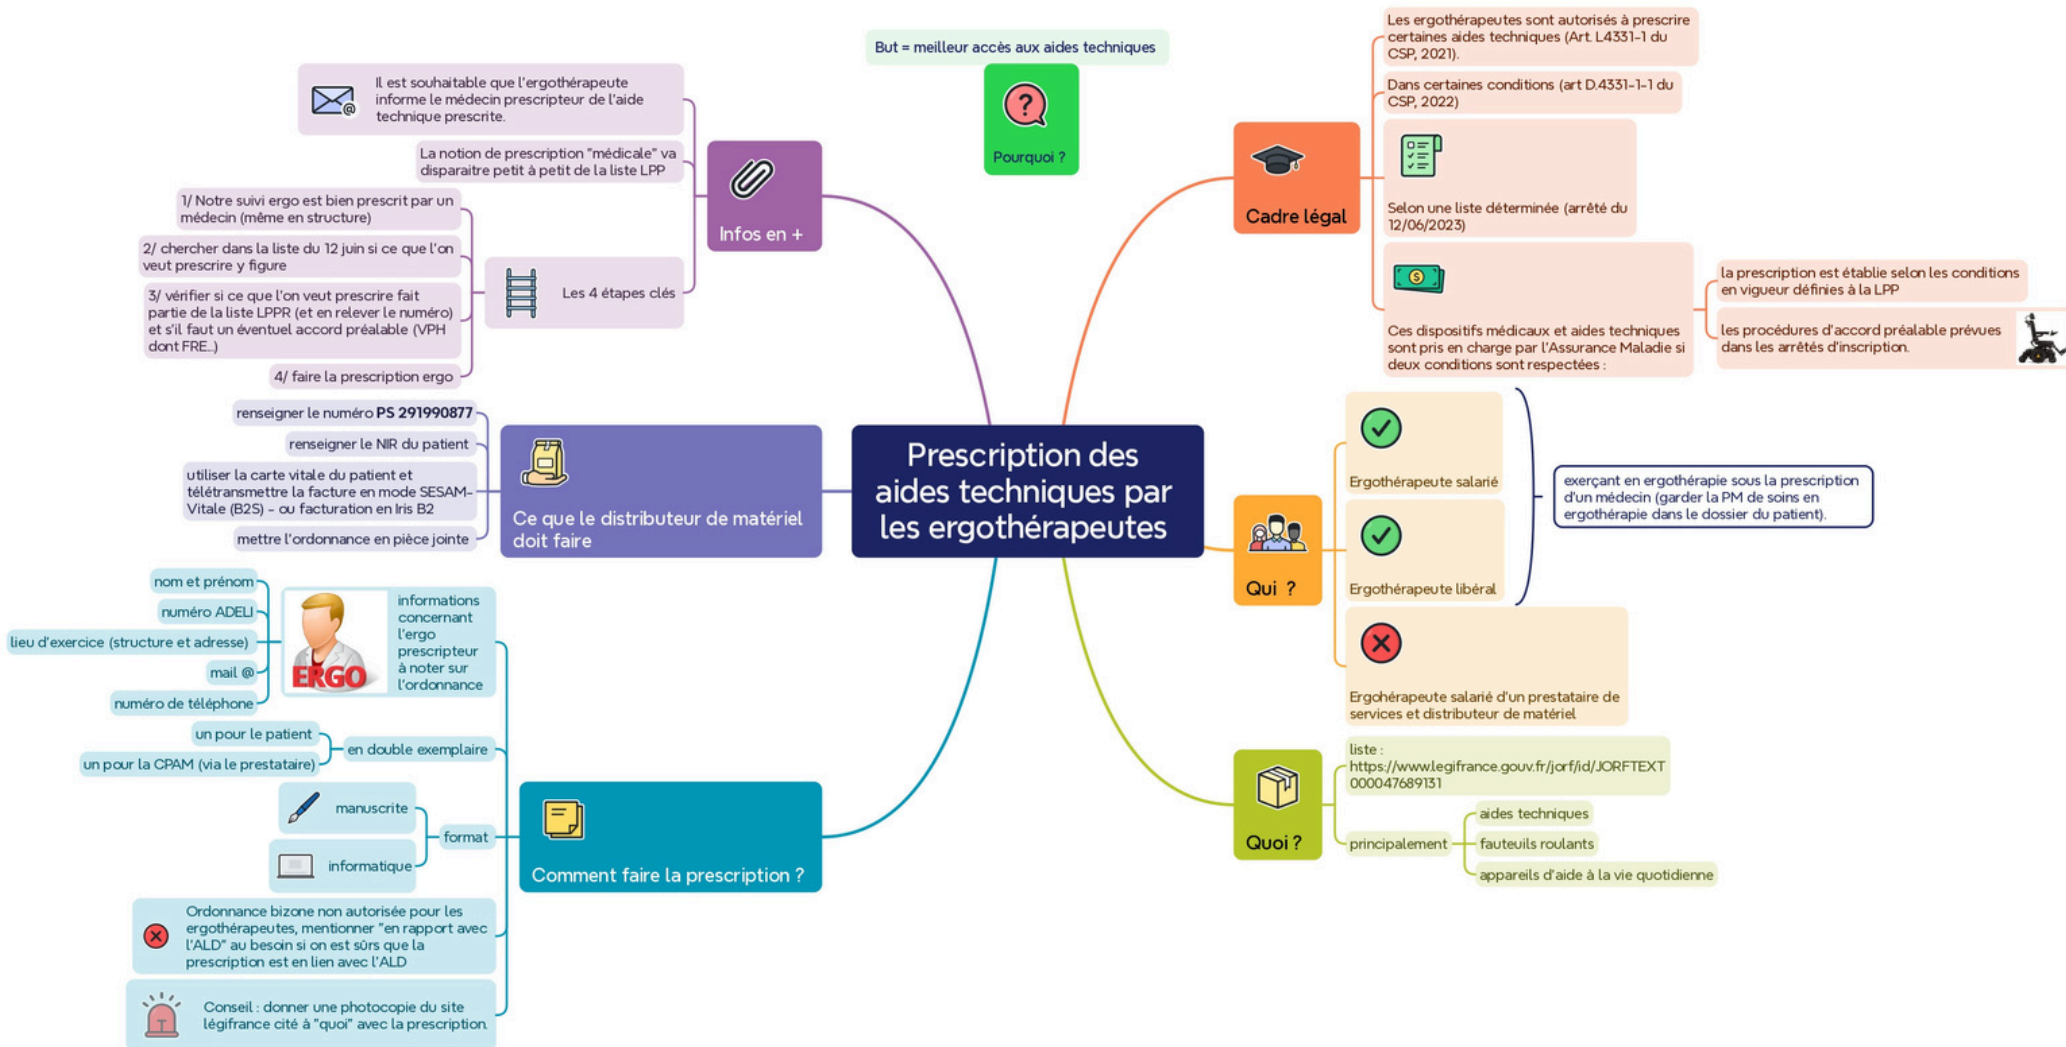 But = meilleur accès aux aides techniques
Pourquoi ?
Prescription des
aides techniques par
les ergothérapeutes
Cadre légal
Les ergothérapeutes sont autorisés à prescrire
certaines aides techniques (Art. L4331-1 du
CSP, 2021).
Dans certaines conditions (art D.4331-1-1 du
CSP, 2022)
Selon une liste déterminée (arrêté du
12/06/2023)
Ces dispositifs médicaux et aides techniques
sont pris en charge par l'Assurance Maladie si
deux conditions sont respectées :
la prescription est établie selon les conditions
en vigueur définies à la LPP
les procédures d'accord préalable prévues
dans les arrêtés d'inscription.
Qui ?
Ergothérapeute salarié
Ergothérapeute libéral
exerçant en ergothérapie sous la prescription
d'un médecin (garder la PM de soins en
ergothérapie dans le dossier du patient).
Ergohérapeute salarié d'un prestataire de
services et distributeur de matériel
Quoi ?
liste :
https://www.legifrance.gouv.fr/jorf/id/JORFTEXT
000047689131
principalement
aides techniques
fauteuils roulants
appareils d'aide à la vie quotidienne
Infos en +
Il est souhaitable que l'ergothérapeute
informe le médecin prescripteur de l'aide
technique prescrite.
La notion de prescription "médicale" va
disparaitre petit à petit de la liste LPP
Les 4 étapes clés
1/ Notre suivi ergo est bien prescrit par un
médecin (même en structure)
2/ chercher dans la liste du 12 juin si ce que l'on
veut prescrire y figure
3/ vérifier si ce que l'on veut prescrire fait
partie de la liste LPPR (et en relever le numéro)
et s'il faut un éventuel accord préalable (VPH
dont FRE...)
4/ faire la prescription ergo
Ce que le distributeur de matériel
doit faire
renseigner le numéro PS 291990877
renseigner le NIR du patient
utiliser la carte vitale du patient et
télétransmettre la facture en mode SESAM-
Vitale (B2S) - ou facturation en Iris B2
mettre l'ordonnance en pièce jointe
Comment faire la prescription ?
ERGO
informations
concernant
l'ergo
prescripteur
à noter sur
l'ordonnance
nom et prénom
numéro ADELI
lieu d'exercice (structure et adresse)
mail @
numéro de téléphone
en double exemplaire
un pour le patient
un pour la CPAM (via le prestataire)
format
manuscrite
informatique
Ordonnance bizone non autorisée pour les
ergothérapeutes, mentionner "en rapport avec
l'ALD" au besoin si on est sûrs que la
prescription est en lien avec l'ALD
Conseil : donner une photocopie du site
légifrance cité à "quoi" avec la prescription.